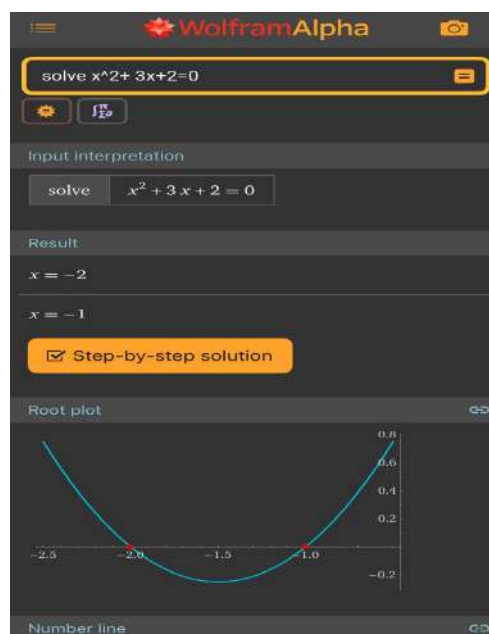 WolframAlpha
solve x^2+ 3x+2=0
Input interpretation
solve x² + 3 x + 2 = 0
Result
x = −2
x = −1
Step-by-step solution
Root plot
0.8
0.6
0.4
0.2
−2.5 −2.0 −1.5 −1.0
−0.2
Number line